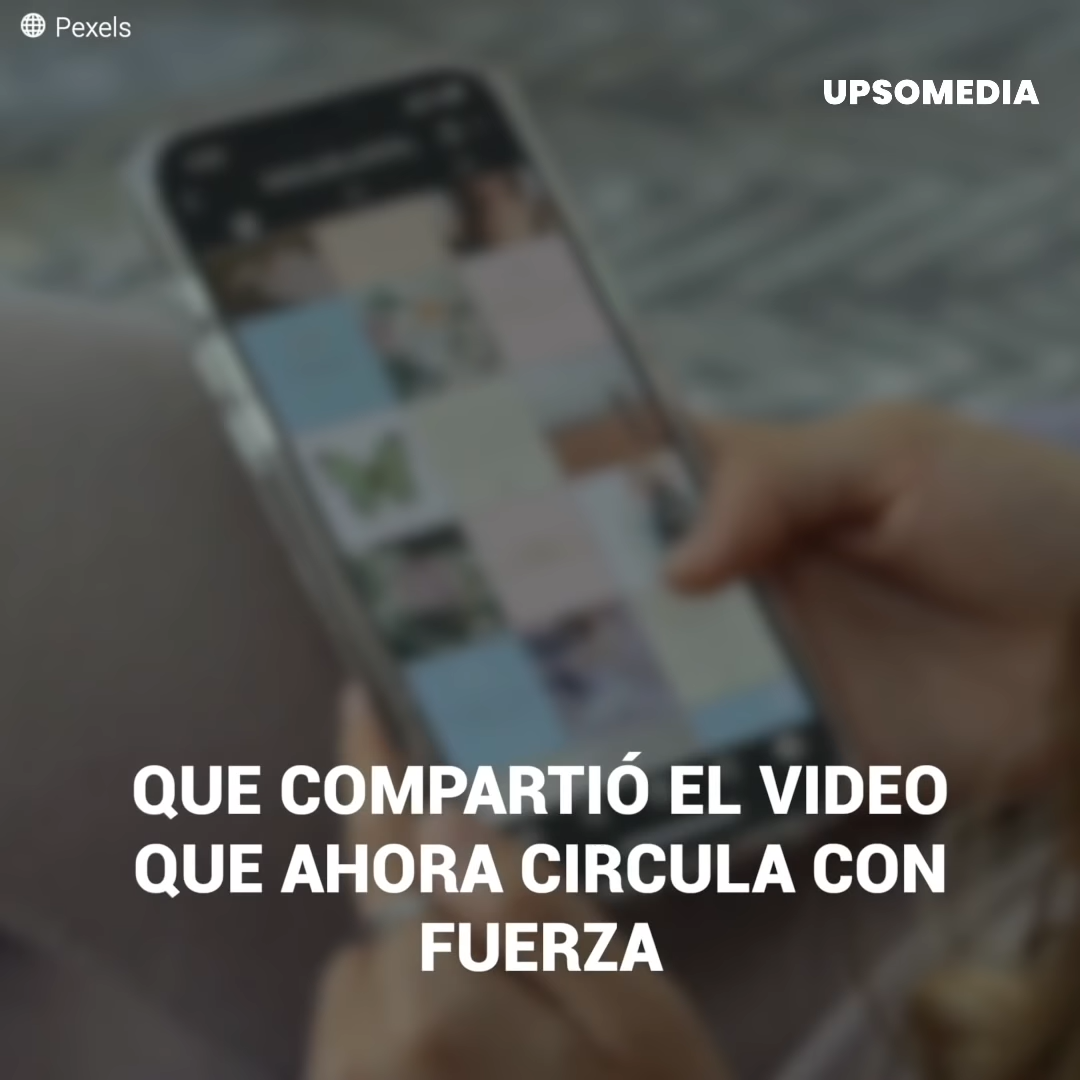 Pexels
UPSOMEDIA
QUE COMPARTIÓ EL VIDEO
QUE AHORA CIRCULA CON
FUERZA